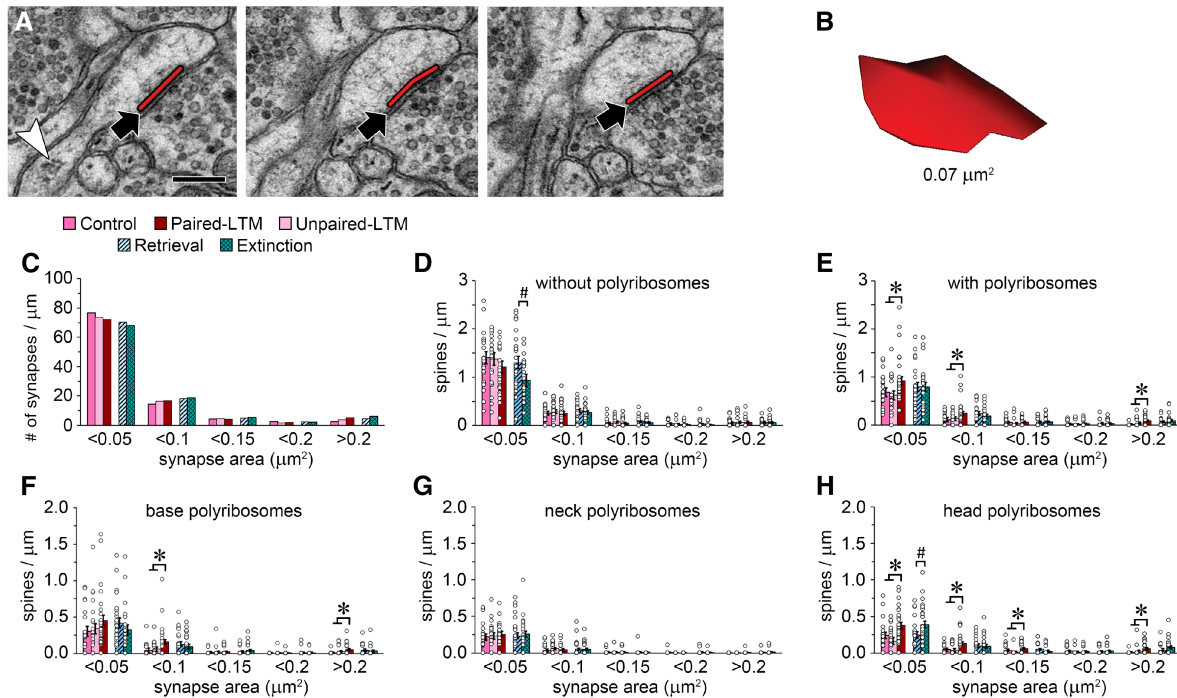 A
B
0.07 μm²
Control Paired-LTM Unpaired-LTM
Retrieval Extinction
C
# of synapses / μm
100
80
60
40
20
0
<0.05 <0.1 <0.15 <0.2 >0.2
synapse area (μm²)
D
without polyribosomes
spines / μm
3
2
1
0
#
<0.05 <0.1 <0.15 <0.2 >0.2
synapse area (μm²)
E
with polyribosomes
spines / μm
3
2
1
0
* * *
<0.05 <0.1 <0.15 <0.2 >0.2
synapse area (μm²)
F
base polyribosomes
spines / μm
2.0
1.5
1.0
0.5
0.0
* *
<0.05 <0.1 <0.15 <0.2 >0.2
synapse area (μm²)
G
neck polyribosomes
spines / μm
2.0
1.5
1.0
0.5
0.0
<0.05 <0.1 <0.15 <0.2 >0.2
synapse area (μm²)
H
head polyribosomes
spines / μm
2.0
1.5
1.0
0.5
0.0
* # * * *
<0.05 <0.1 <0.15 <0.2 >0.2
synapse area (μm²)